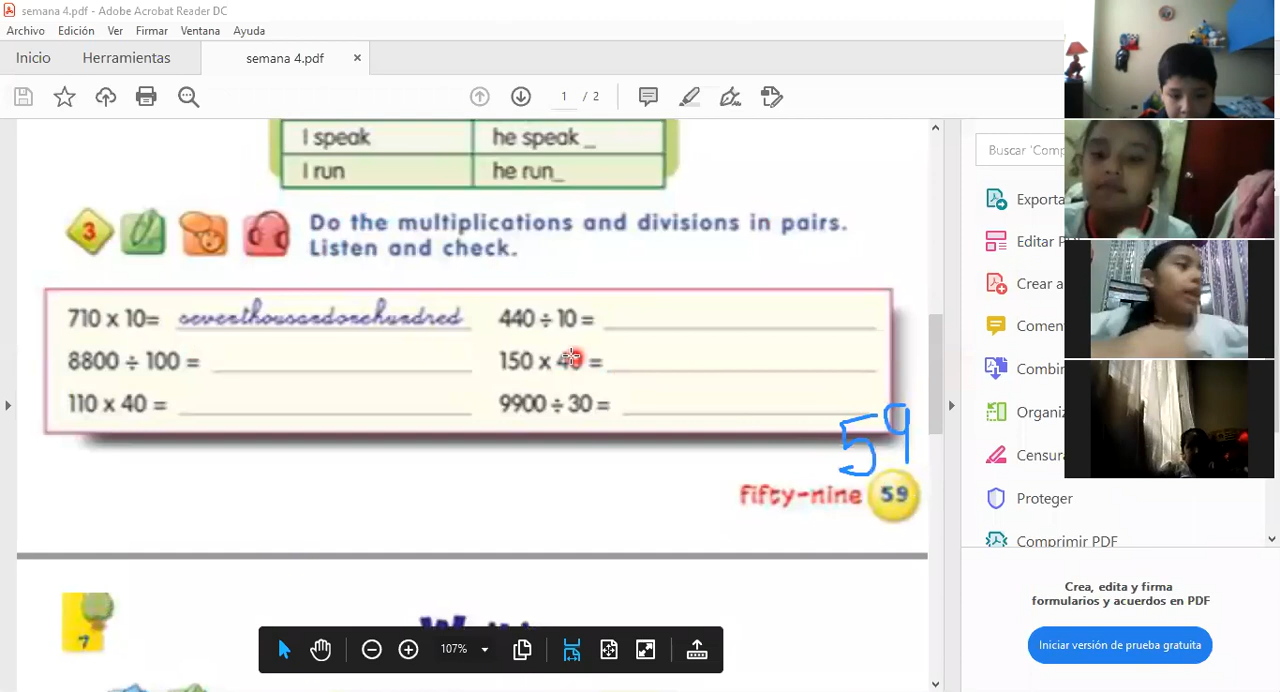 semana 4.pdf - Adobe Acrobat Reader DC
Archivo Edición Ver Firmar Ventana Ayuda
Inicio Herramientas semana 4.pdf ×
1 / 2
I speak he speak _
I run he run_
3 Do the multiplications and divisions in pairs.
Listen and check.
710 x 10= seventhousandonehundred 440 ÷ 10 =
8800 ÷ 100 = 150 x 40 =
110 x 40 = 9900 ÷ 30 =
59
fifty-nine 59
7
107%
Buscar 'Comp
Exporta
Editar PD
Crear a
Comen
Combin
Organiz
Censura
Proteger
Comprimir PDF
Crea, edita y firma
formularios y acuerdos en PDF
Iniciar versión de prueba gratuita